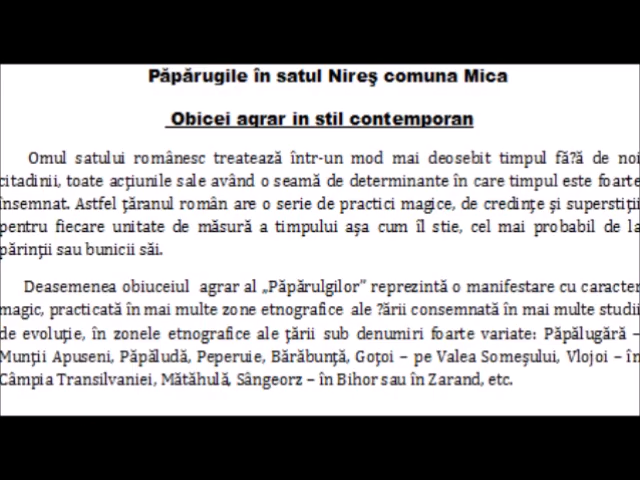 Păpărugile în satul Nireş comuna Mica
Obicei agrar in stil contemporan
Omul satului românesc treatează într-un mod mai deosebit timpul fă?ă de noi
citadinii, toate acţiunile sale având o seamă de determinante în care timpul este foarte
însemnat. Astfel ţăranul român are o serie de practici magice, de credinţe şi superstiţii
pentru fiecare unitate de măsură a timpului aşa cum îl stie, cel mai probabil de la
părinţii sau bunicii săi.
Deasemenea obiuceiul agrar al „Păpărulgilor” reprezintă o manifestare cu caracter
magic, practicată în mai multe zone etnografice ale ?ării consemnată în mai multe studii
de evoluţie, în zonele etnografice ale ţării sub denumiri foarte variate: Păpălugără –
Munţii Apuseni, Păpăludă, Peperuie, Bărăbunţă, Goţoi – pe Valea Someşului, Vlojoi – în
Câmpia Transilvaniei, Mătăhulă, Sângeorz – în Bihor sau în Zarand, etc.